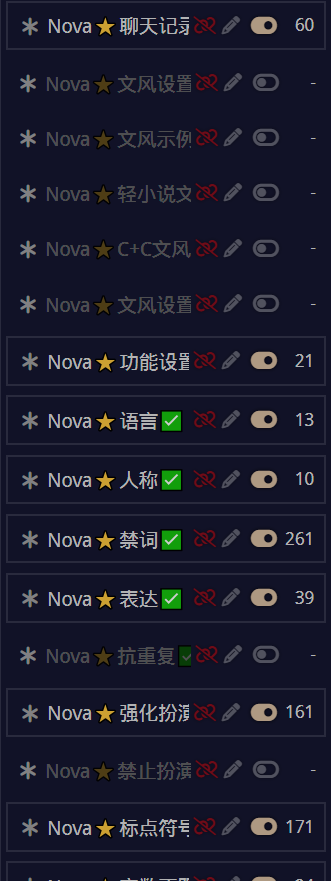 Nova⭐聊天记录 60
Nova⭐文风设置 -
Nova⭐文风示例 -
Nova⭐轻小说文 -
Nova⭐C+C文风 -
Nova⭐文风设置 -
Nova⭐功能设置 21
Nova⭐语言✅ 13
Nova⭐人称✅ 10
Nova⭐禁词✅ 261
Nova⭐表达✅ 39
Nova⭐抗重复✅ -
Nova⭐强化扮演 161
Nova⭐禁止扮演 -
Nova⭐标点符号 171